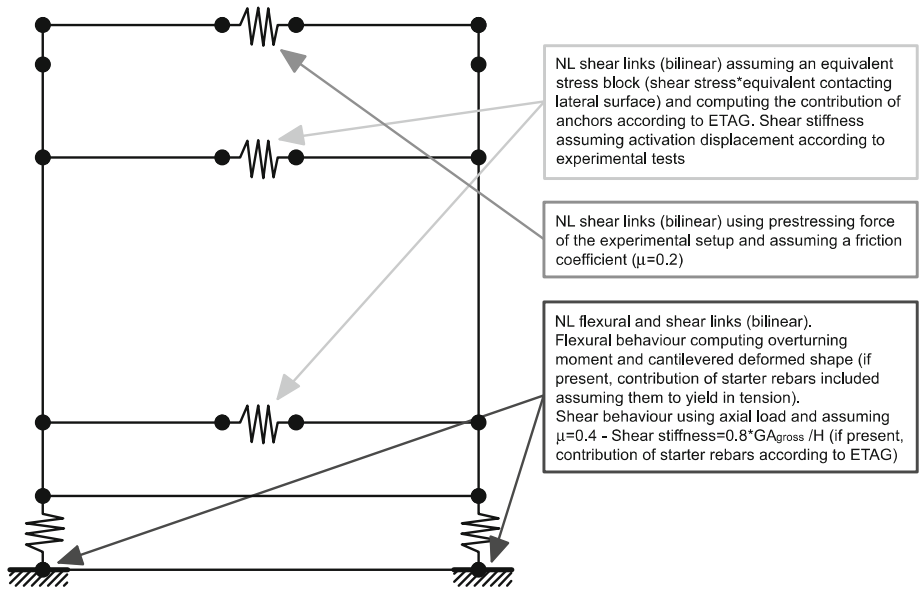 NL shear links (bilinear) assuming an equivalent
stress block (shear stress*equivalent contacting
lateral surface) and computing the contribution of
anchors according to ETAG. Shear stiffness
assuming activation displacement according to
experimental tests
NL shear links (bilinear) using prestressing force
of the experimental setup and assuming a friction
coefficient (μ=0.2)
NL flexural and shear links (bilinear).
Flexural behaviour computing overturning
moment and cantilevered deformed shape (if
present, contribution of starter rebars included
assuming them to yield in tension).
Shear behaviour using axial load and assuming
μ=0.4 - Shear stiffness=0.8*GAgross /H (if present,
contribution of starter rebars according to ETAG)